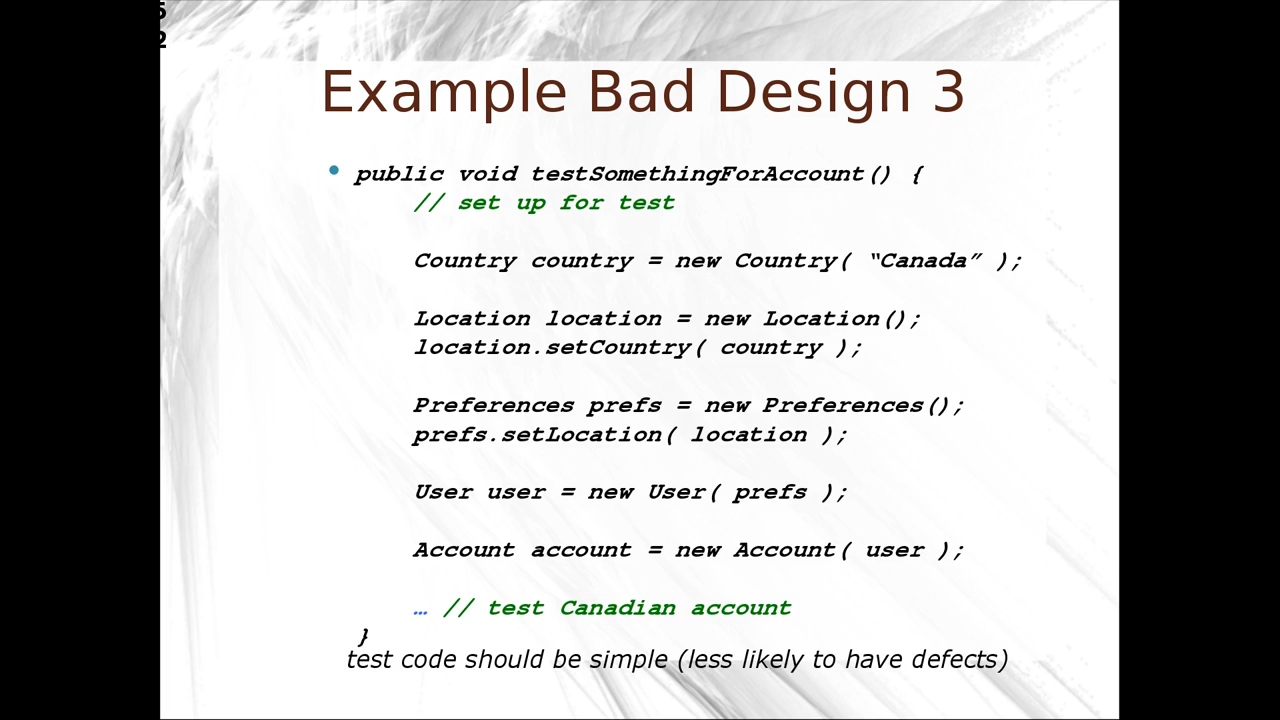 Example Bad Design 3
• public void testSomethingForAccount() {
// set up for test
Country country = new Country( “Canada” );
Location location = new Location();
location.setCountry( country );
Preferences prefs = new Preferences();
prefs.setLocation( location );
User user = new User( prefs );
Account account = new Account( user );
… // test Canadian account
}
test code should be simple (less likely to have defects)